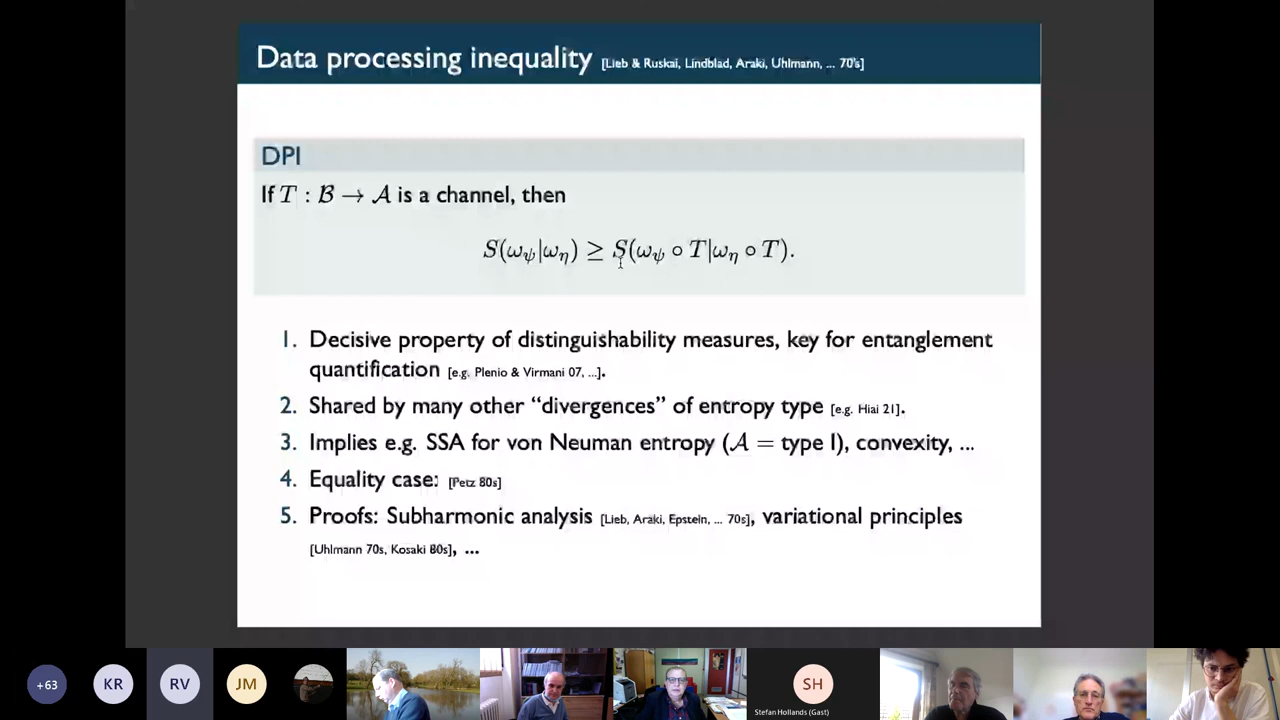 Data processing inequality [Lieb & Ruskai, Lindblad, Araki, Uhlmann, ... 70's]
DPI
If T : B → A is a channel, then
S(ω_ψ|ω_η) ≥ S(ω_ψ ∘ T|ω_η ∘ T).
1. Decisive property of distinguishability measures, key for entanglement
quantification [e.g. Plenio & Virmani 07, ...].
2. Shared by many other “divergences” of entropy type [e.g. Hiai 21].
3. Implies e.g. SSA for von Neuman entropy (A = type I), convexity, ...
4. Equality case: [Petz 80s]
5. Proofs: Subharmonic analysis [Lieb, Araki, Epstein, ... 70s], variational principles
[Uhlmann 70s, Kosaki 80s], ...
+63 KR RV JM SH
Stefan Hollands (Gast)